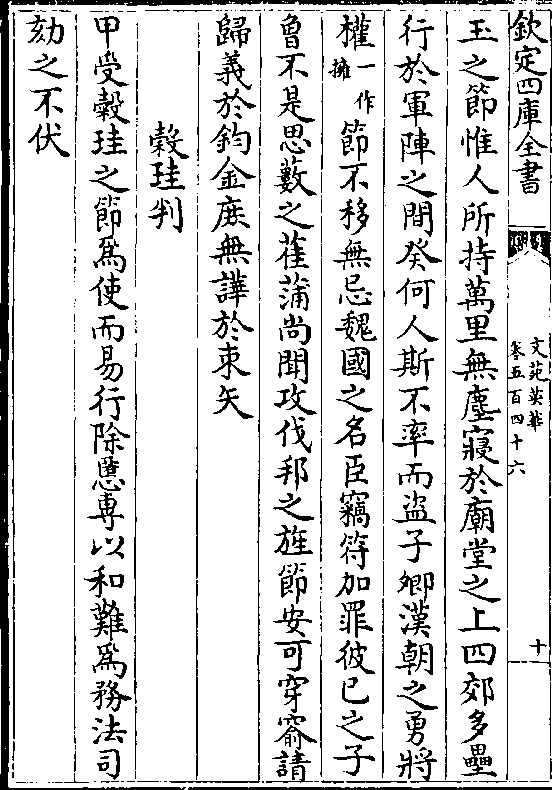 欽定四庫全書
文苑英華
卷五百四十六
十
玉之節惟人所持萬里無塵寢於廟堂之上四郊多壘
行於軍陣之間癸何人斯不率而盜子卿漢朝之勇將
權一作擁節不移無忌魏國之名臣竊符加罪彼已之子
曾不是思藪之萑蒲尚聞攻伐邦之旌節安可穿窬請
歸義於鈞金庶無譁於束矢
穀珪判
甲受穀珪之節爲使而易行除慝專以和難爲務法司
劾之不伏